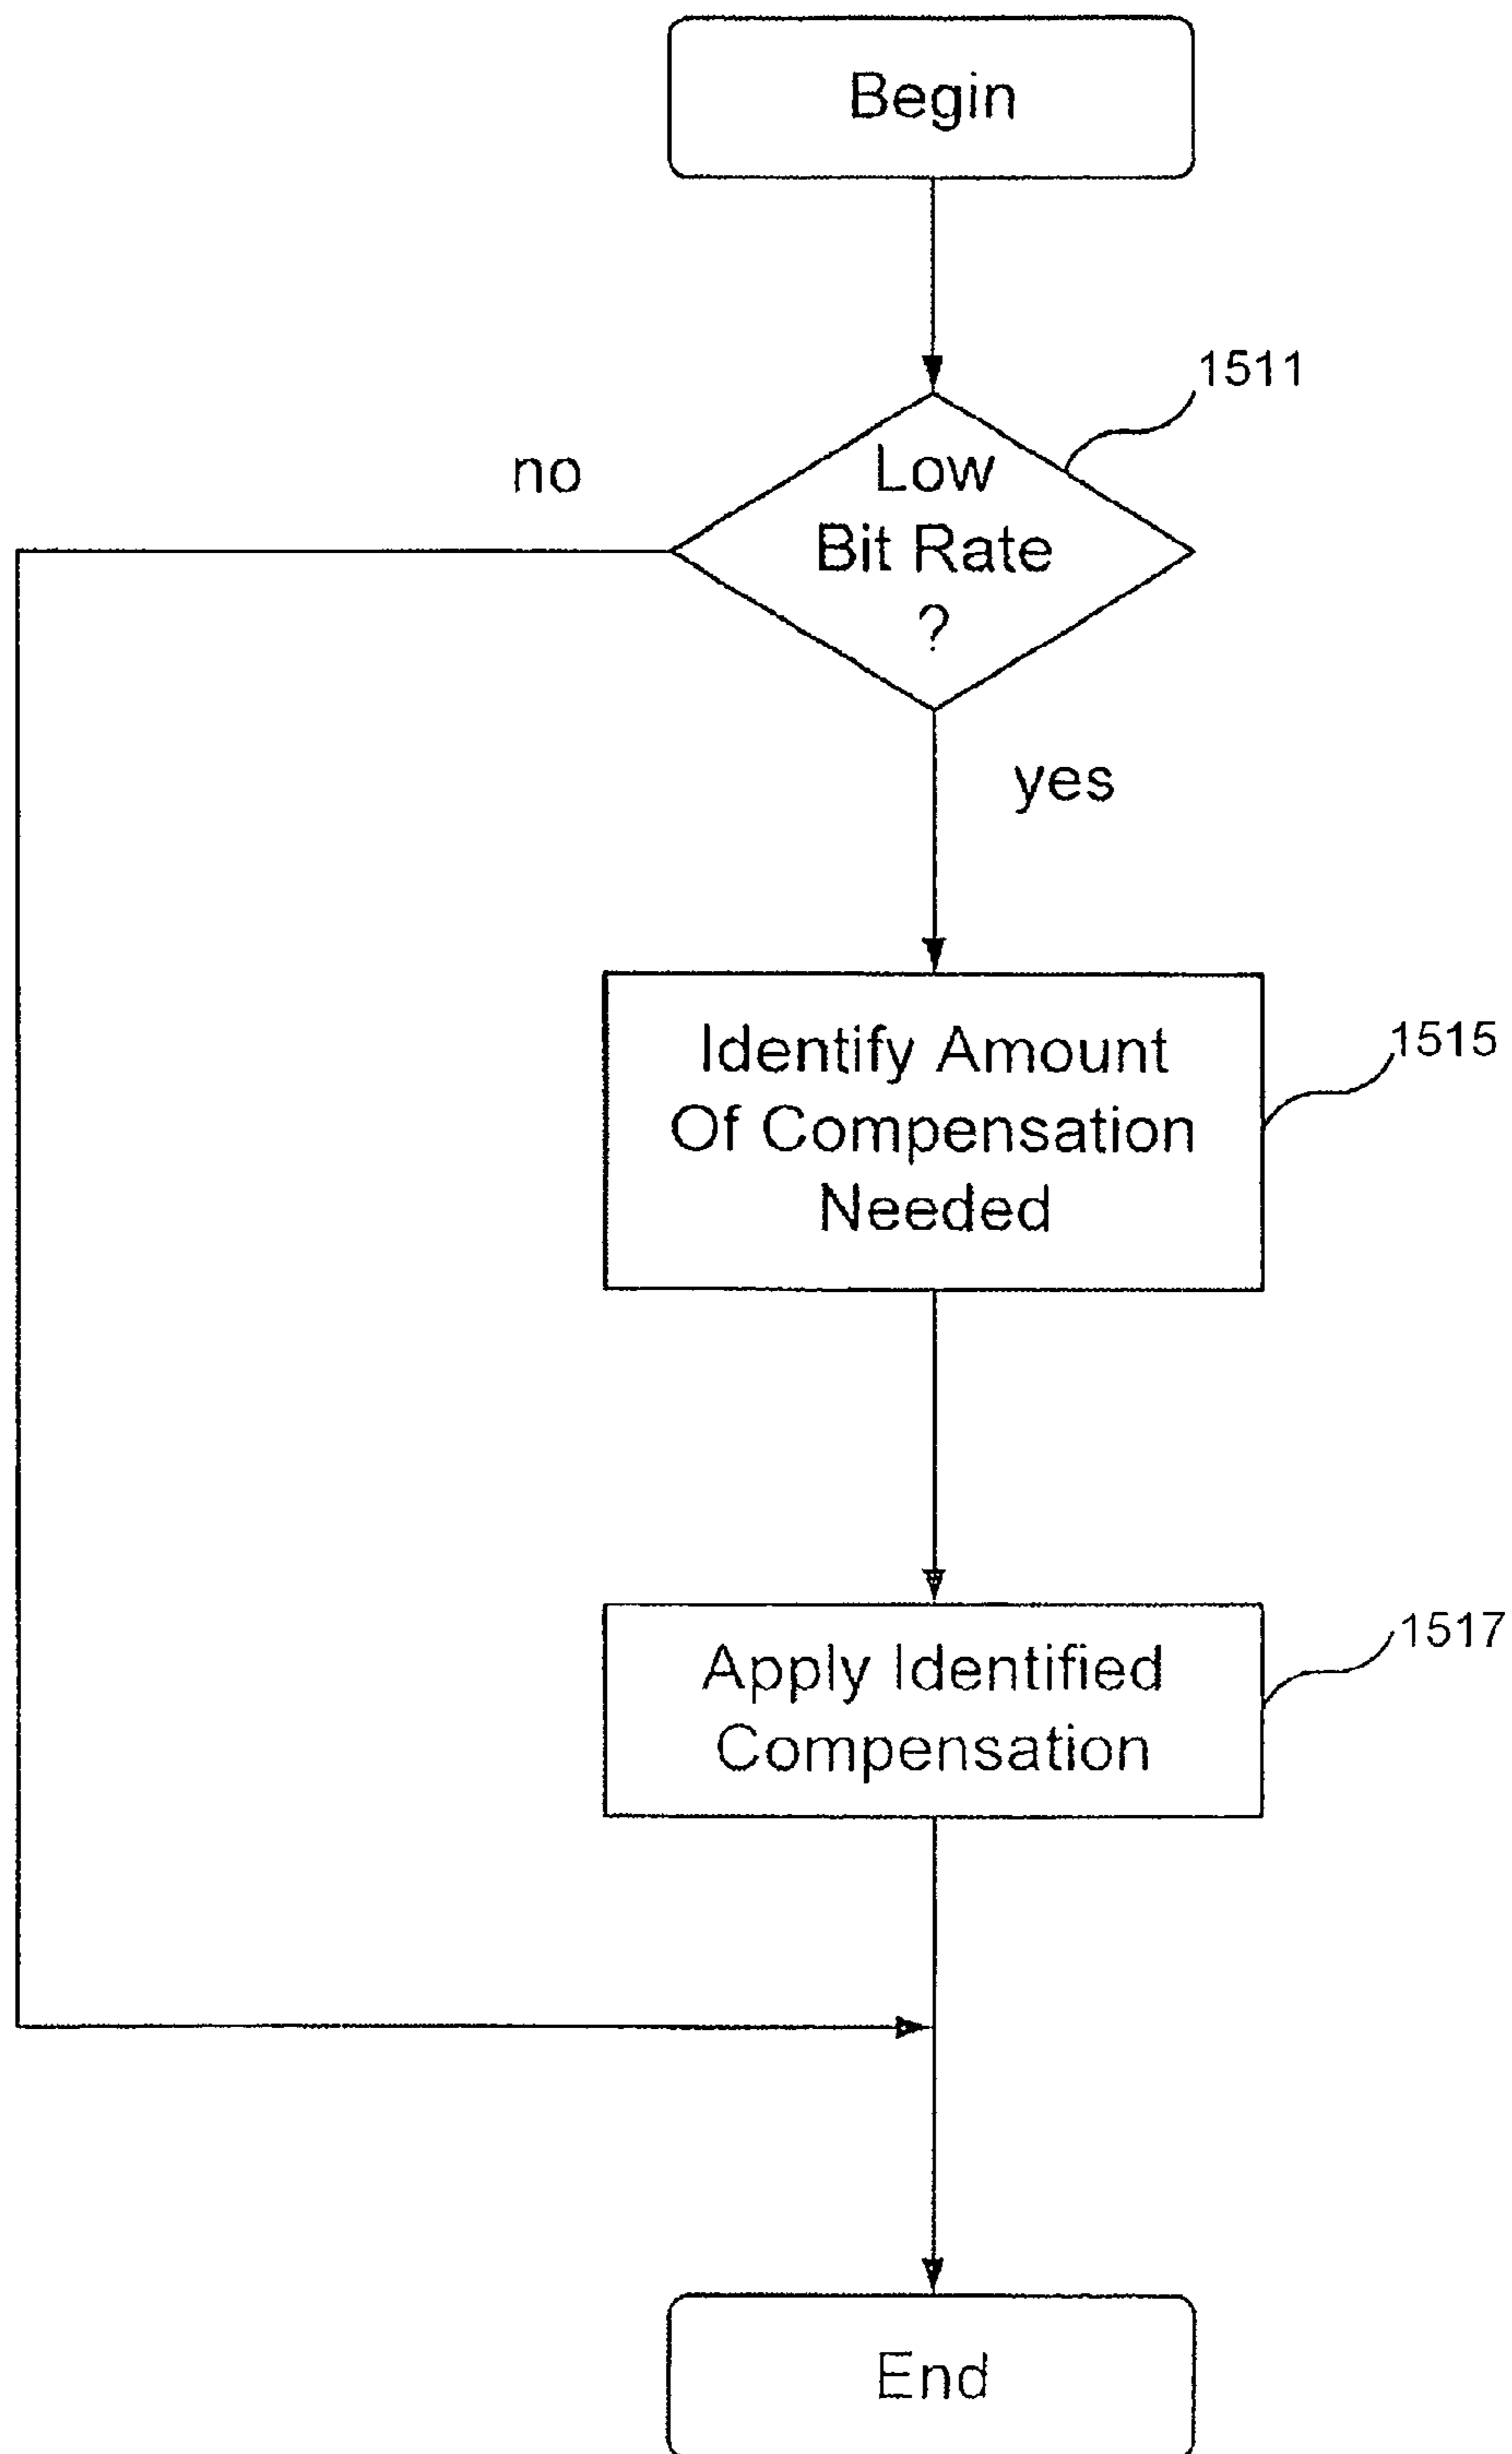 Begin
1511
no
Low
Bit Rate
?
yes
Identify Amount
Of Compensation
Needed
1515
Apply Identified
Compensation
1517
End